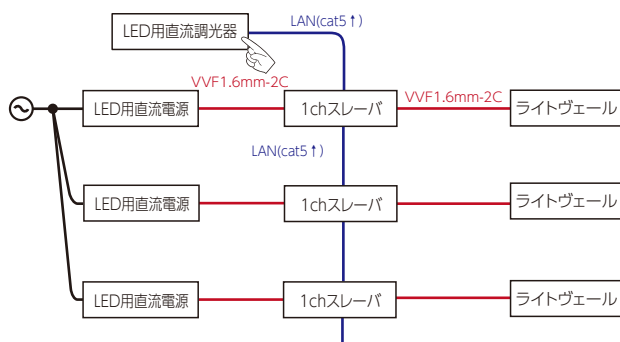 LAN(cat5↑)
LED用直流調光器
VVF1.6mm-2C
VVF1.6mm-2C
LED用直流電源
1chスレーバ
ライトヴェール
LAN(cat5↑)
LED用直流電源
1chスレーバ
ライトヴェール
LED用直流電源
1chスレーバ
ライトヴェール